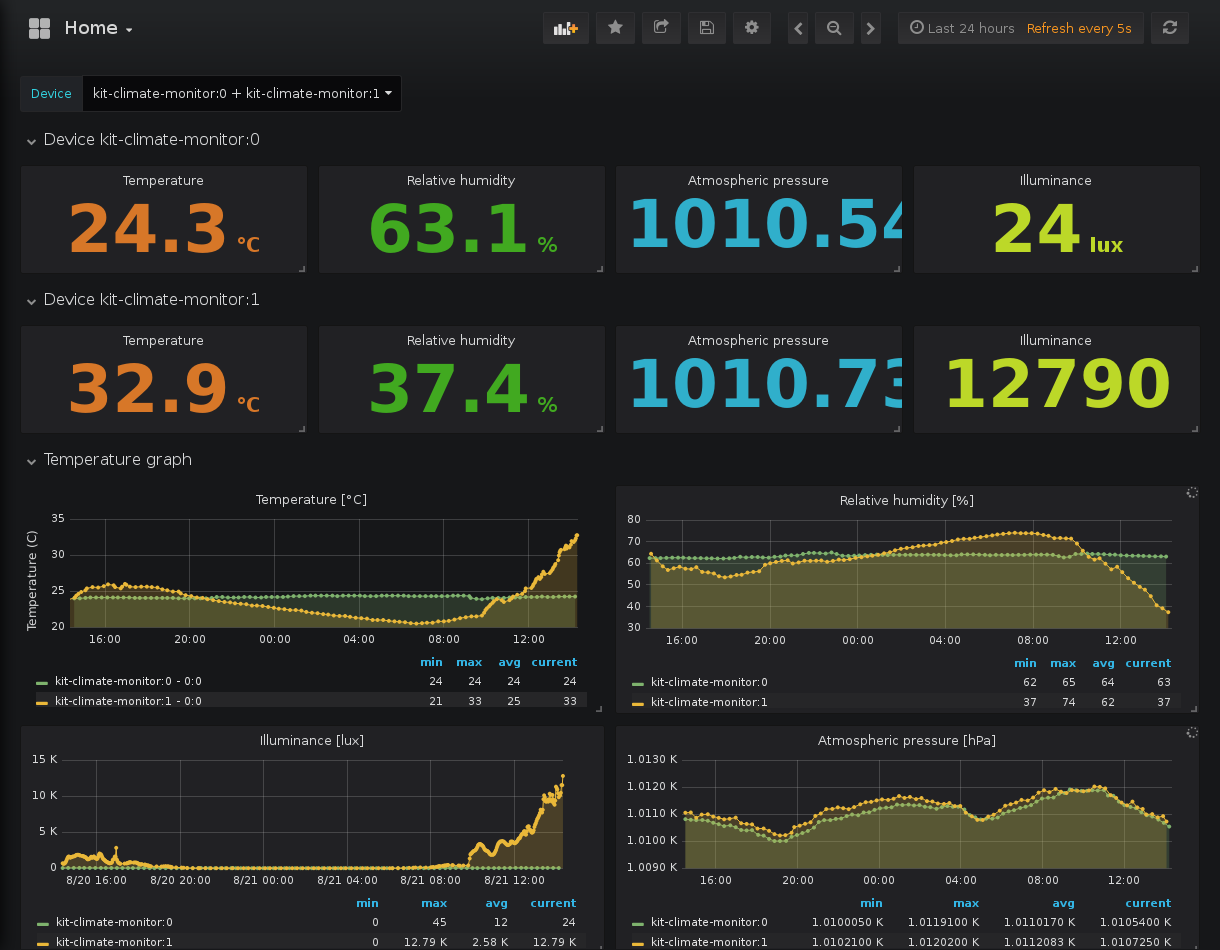 Home
Last 24 hours Refresh every 5s
Device kit-climate-monitor:0 + kit-climate-monitor:1
Device kit-climate-monitor:0
Temperature Relative humidity Atmospheric pressure Illuminance
24.3 °C 63.1 % 1010.54 24 lux
Device kit-climate-monitor:1
Temperature Relative humidity Atmospheric pressure Illuminance
32.9 °C 37.4 % 1010.73 12790
Temperature graph
Temperature [°C]
Temperature (C)
35
30
25
20
16:00 20:00 00:00 04:00 08:00 12:00
min max avg current
kit-climate-monitor:0 - 0:0 24 24 24 24
kit-climate-monitor:1 - 0:0 21 33 25 33
Relative humidity [%]
80
70
60
50
40
30
16:00 20:00 00:00 04:00 08:00 12:00
min max avg current
kit-climate-monitor:0 62 65 64 63
kit-climate-monitor:1 37 74 62 37
Illuminance [lux]
15 K
10 K
5 K
0
8/20 16:00 8/20 20:00 8/21 00:00 8/21 04:00 8/21 08:00 8/21 12:00
min max avg current
kit-climate-monitor:0 0 45 12 24
kit-climate-monitor:1 0 12.79 K 2.58 K 12.79 K
Atmospheric pressure [hPa]
1.0130 K
1.0120 K
1.0110 K
1.0100 K
1.0090 K
16:00 20:00 00:00 04:00 08:00 12:00
min max avg current
kit-climate-monitor:0 1.0100050 K 1.0119100 K 1.0110170 K 1.0105400 K
kit-climate-monitor:1 1.0102100 K 1.0120200 K 1.0112083 K 1.0107250 K